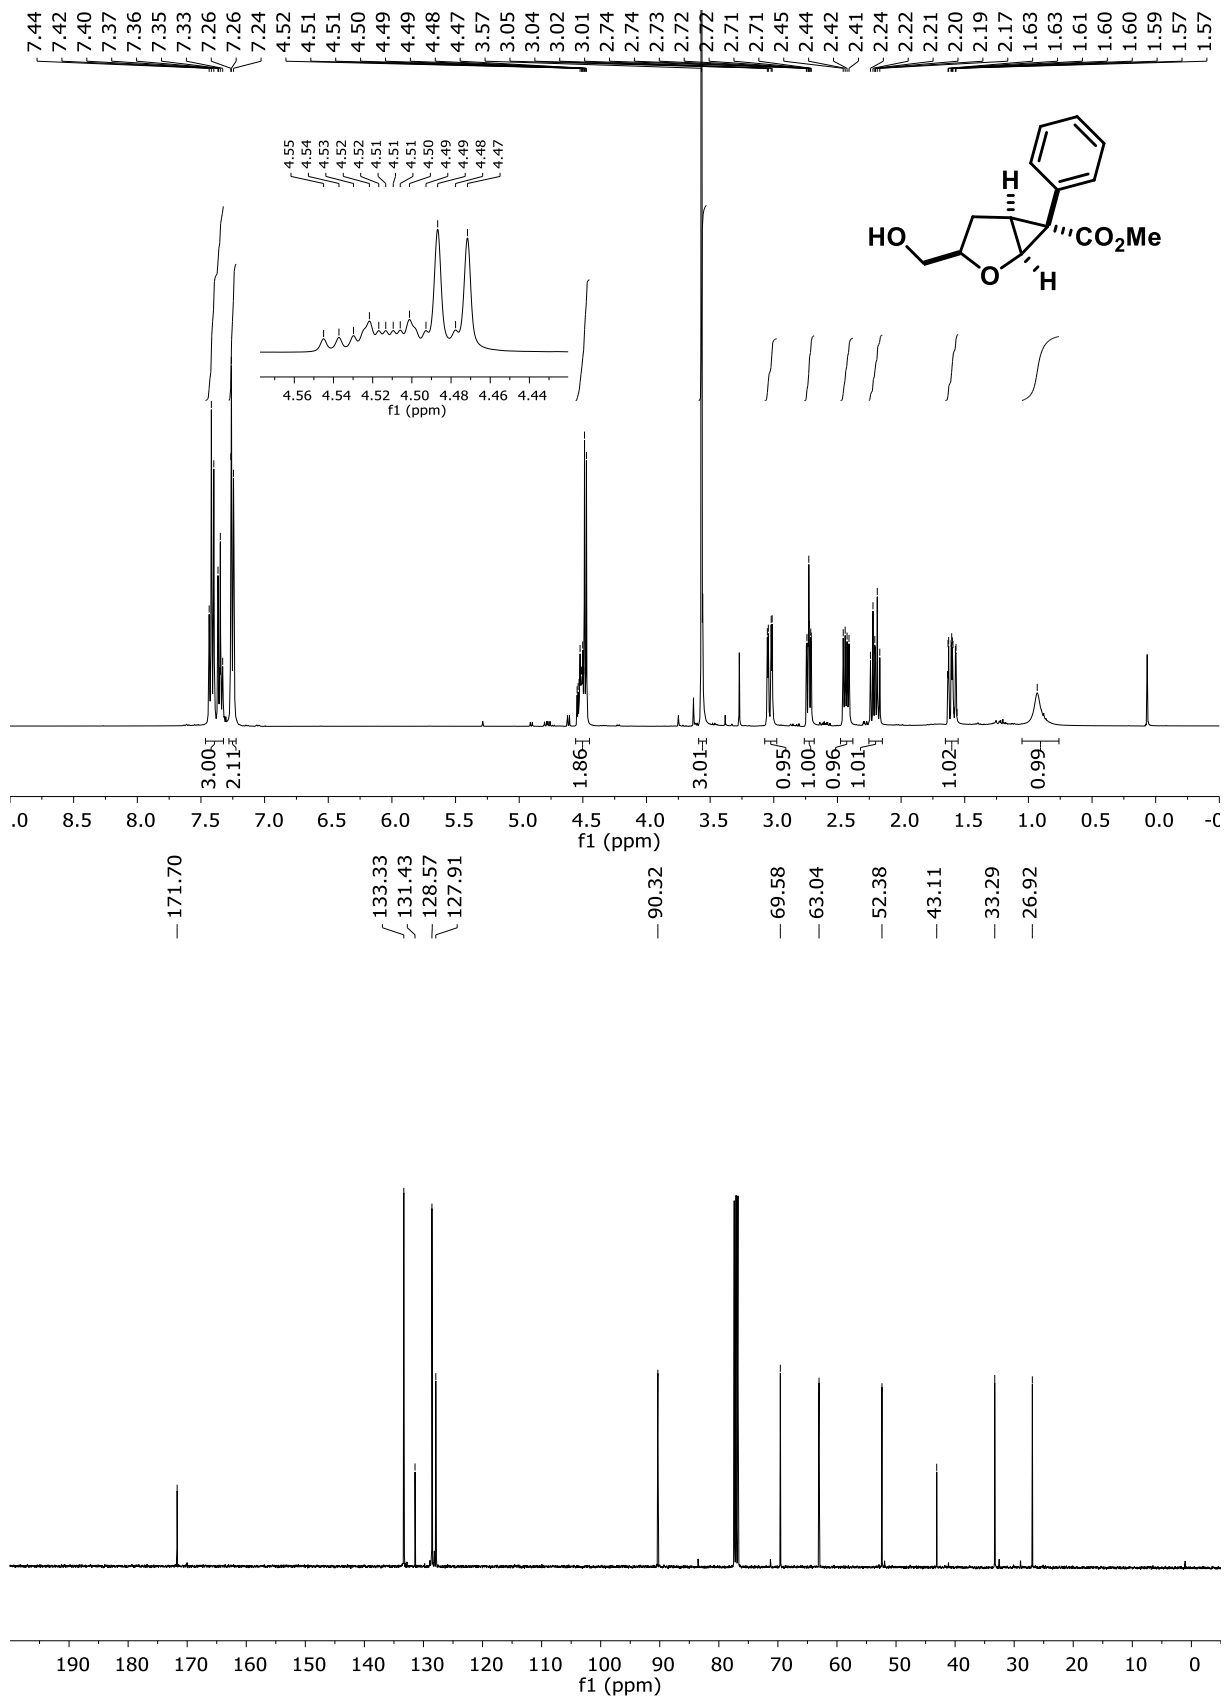 7.44 7.42 7.40 7.37 7.36 7.35 7.33 7.26 7.26 7.24 4.52 4.51 4.51 4.50 4.49 4.49 4.48 4.47 3.57 3.05 3.04 3.02 3.01 2.74 2.74 2.73 2.72 2.72 2.71 2.71 2.45 2.44 2.42 2.41 2.24 2.22 2.21 2.20 2.19 2.17 1.63 1.63 1.61 1.60 1.60 1.59 1.57 1.57
4.55 4.54 4.53 4.52 4.52 4.51 4.51 4.51 4.50 4.49 4.49 4.48 4.47
H
HO
CO2Me
O
H
4.56 4.54 4.52 4.50 4.48 4.46 4.44
f1 (ppm)
3.00 2.11 1.86 3.01 0.95 1.00 0.96 1.01 1.02 0.99
.0 8.5 8.0 7.5 7.0 6.5 6.0 5.5 5.0 4.5 4.0 3.5 3.0 2.5 2.0 1.5 1.0 0.5 0.0 -0
f1 (ppm)
171.70 133.33 131.43 128.57 127.91 90.32 69.58 63.04 52.38 43.11 33.29 26.92
190 180 170 160 150 140 130 120 110 100 90 80 70 60 50 40 30 20 10 0
f1 (ppm)